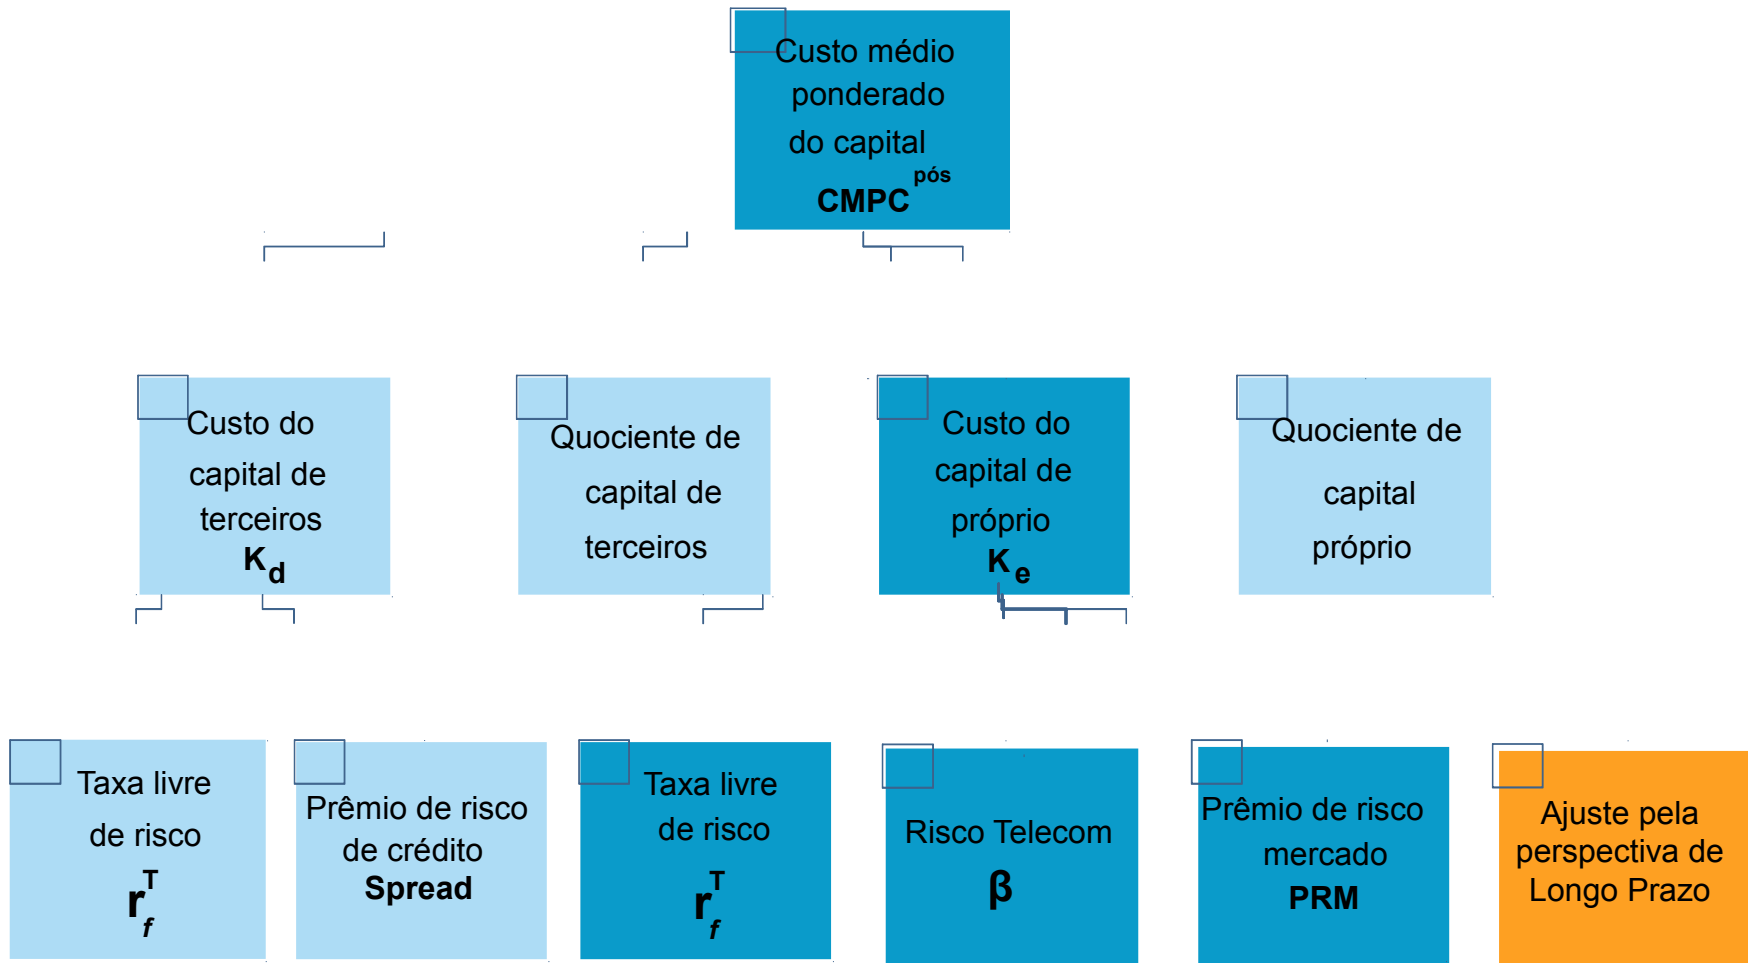 Custo médio
ponderado
do capital
CMPC pós
Custo do
capital de
terceiros
Kd
Quociente de
capital de
terceiros
Custo do
capital de
próprio
Ke
Quociente de
capital
próprio
Taxa livre
de risco
r_f^T
Prêmio de risco
de crédito
Spread
Taxa livre
de risco
r_f^T
Risco Telecom
β
Prêmio de risco
mercado
PRM
Ajuste pela
perspectiva de
Longo Prazo